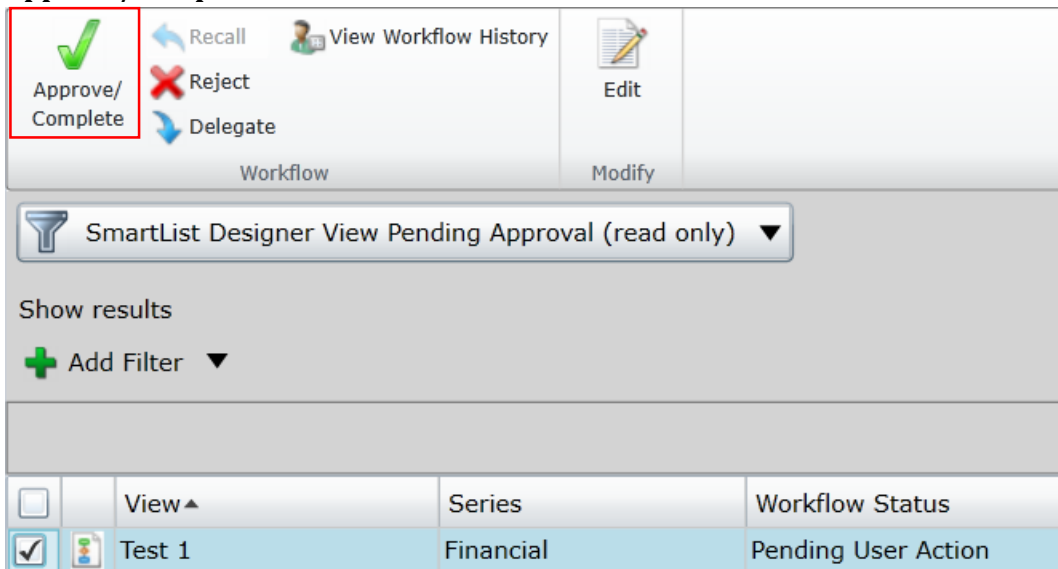 Recall
View Workflow History
Approve/
Complete
Reject
Edit
Delegate
Workflow
Modify
SmartList Designer View Pending Approval (read only)
Show results
Add Filter
View
Series
Workflow Status
Test 1
Financial
Pending User Action